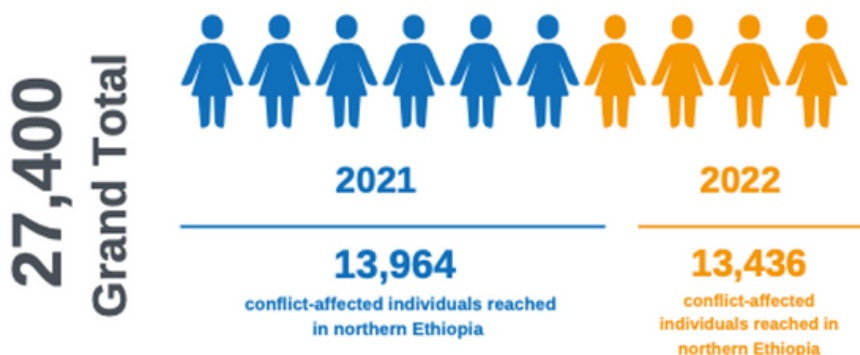 27,400
Grand Total
2021
13,964
conflict-affected individuals reached
in northern Ethiopia
2022
13,436
conflict-affected
individuals reached in
northern Ethiopia